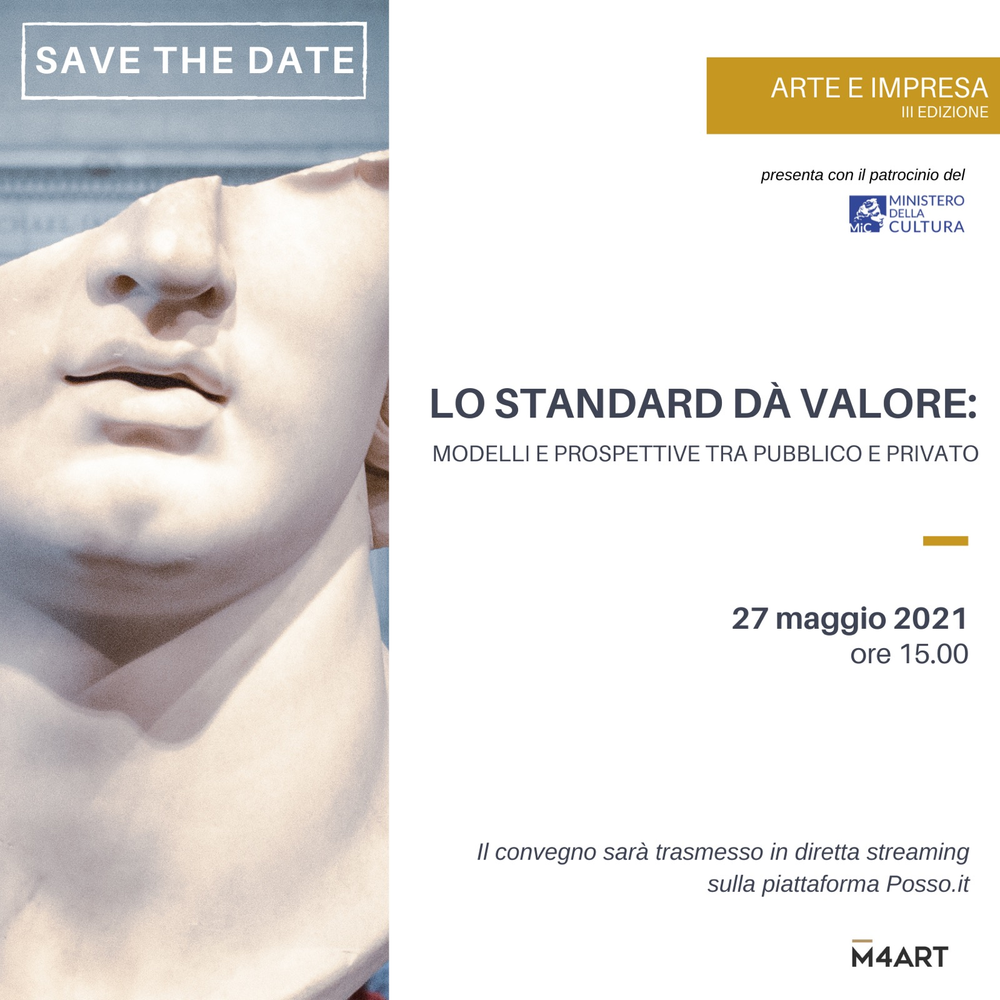 SAVE THE DATE
ARTE E IMPRESA
III EDIZIONE
presenta con il patrocinio del
MiC
MINISTERO
DELLA
CULTURA
LO STANDARD DÀ VALORE:
MODELLI E PROSPETTIVE TRA PUBBLICO E PRIVATO
27 maggio 2021
ore 15.00
Il convegno sarà trasmesso in diretta streaming
sulla piattaforma Posso.it
M4ART